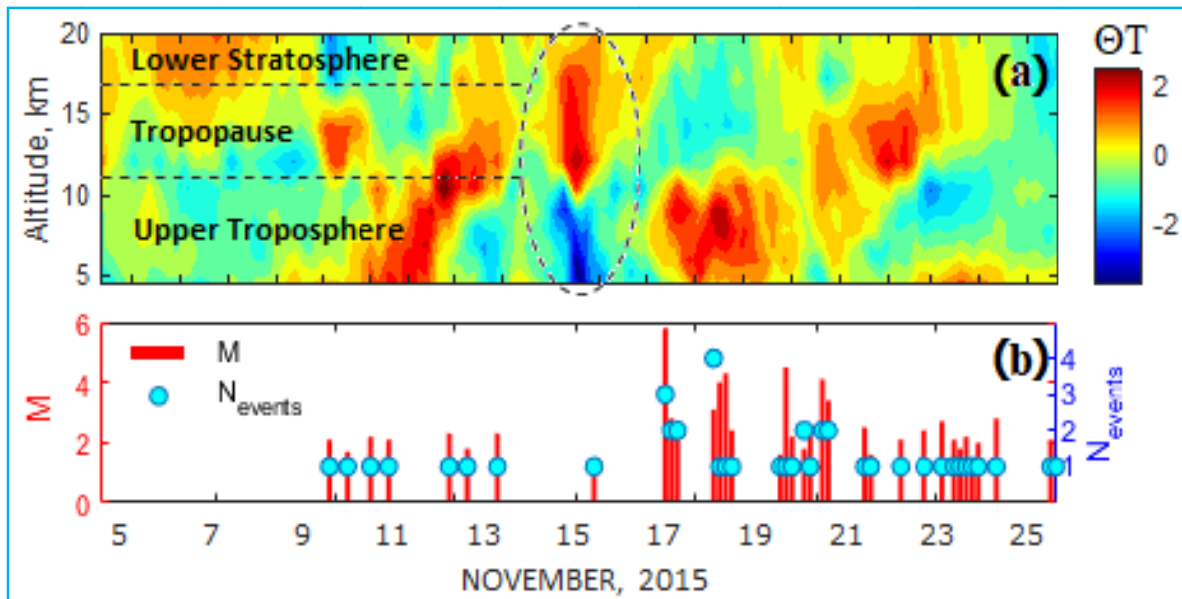 20
Lower Stratosphere
(a)
ΘT
2
15
Tropopause
0
10
Upper Troposphere
-2
5
Altitude, km
6
M
(b)
4
4
N events
3
2
2
1
0
M
N events
5 7 9 11 13 15 17 19 21 23 25
NOVEMBER, 2015